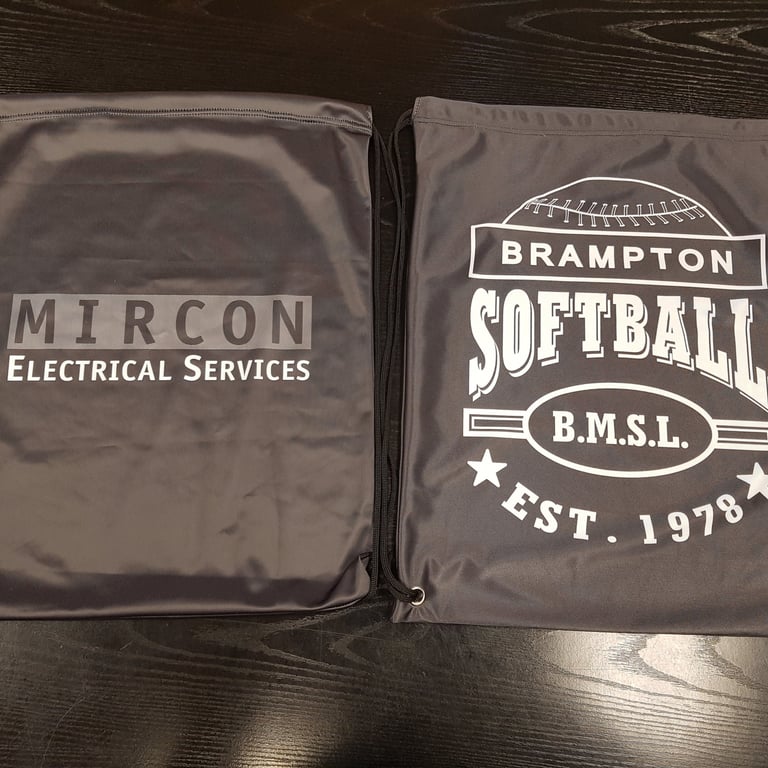 MIRCON
ELECTRICAL SERVICES
BRAMPTON
SOFTBALL
B.M.S.L.
EST. 1978